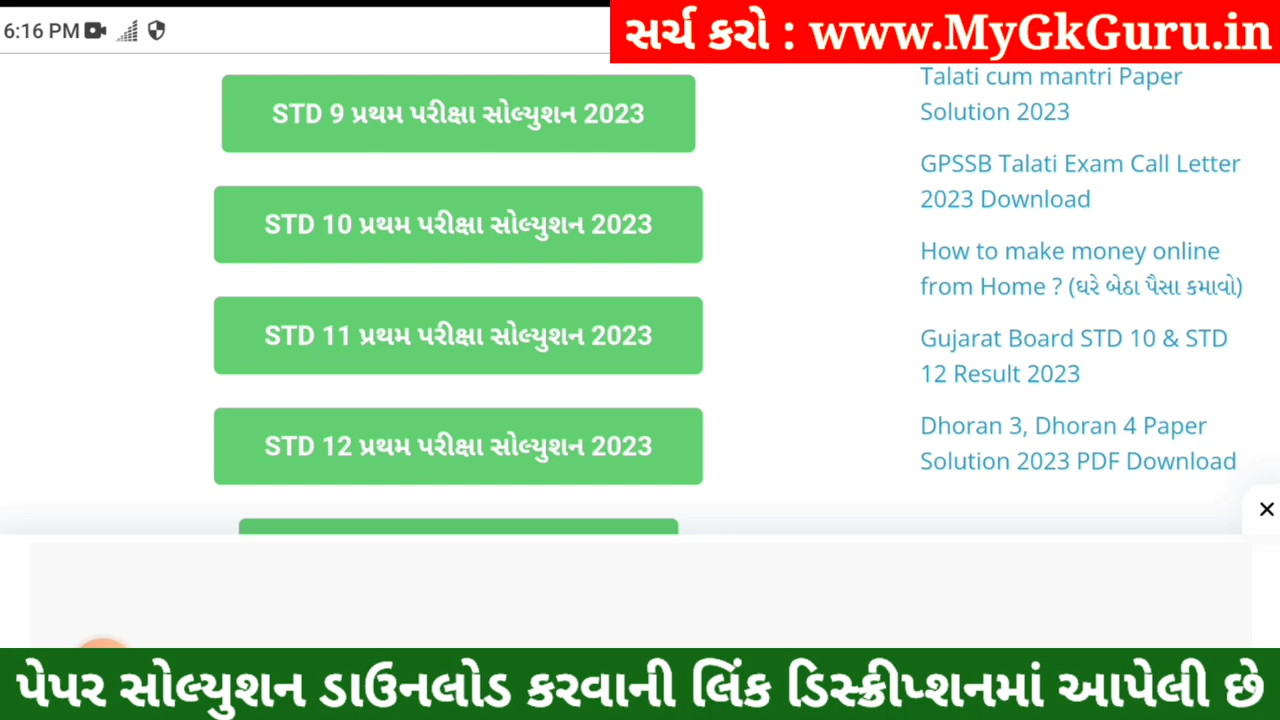 6:16 PM
સર્ચ કરો : www.MyGkGuru.in
STD 9 પ્રથમ પરીક્ષા સોલ્યુશન 2023
STD 10 પ્રથમ પરીક્ષા સોલ્યુશન 2023
STD 11 પ્રથમ પરીક્ષા સોલ્યુશન 2023
STD 12 પ્રથમ પરીક્ષા સોલ્યુશન 2023
Talati cum mantri Paper
Solution 2023
GPSSB Talati Exam Call Letter
2023 Download
How to make money online
from Home ? (ઘરે બેઠા પૈસા કમાવો)
Gujarat Board STD 10 & STD
12 Result 2023
Dhoran 3, Dhoran 4 Paper
Solution 2023 PDF Download
પેપર સોલ્યુશન ડાઉનલોડ કરવાની લિંક ડિસ્ક્રીપ્શનમાં આપેલી છે